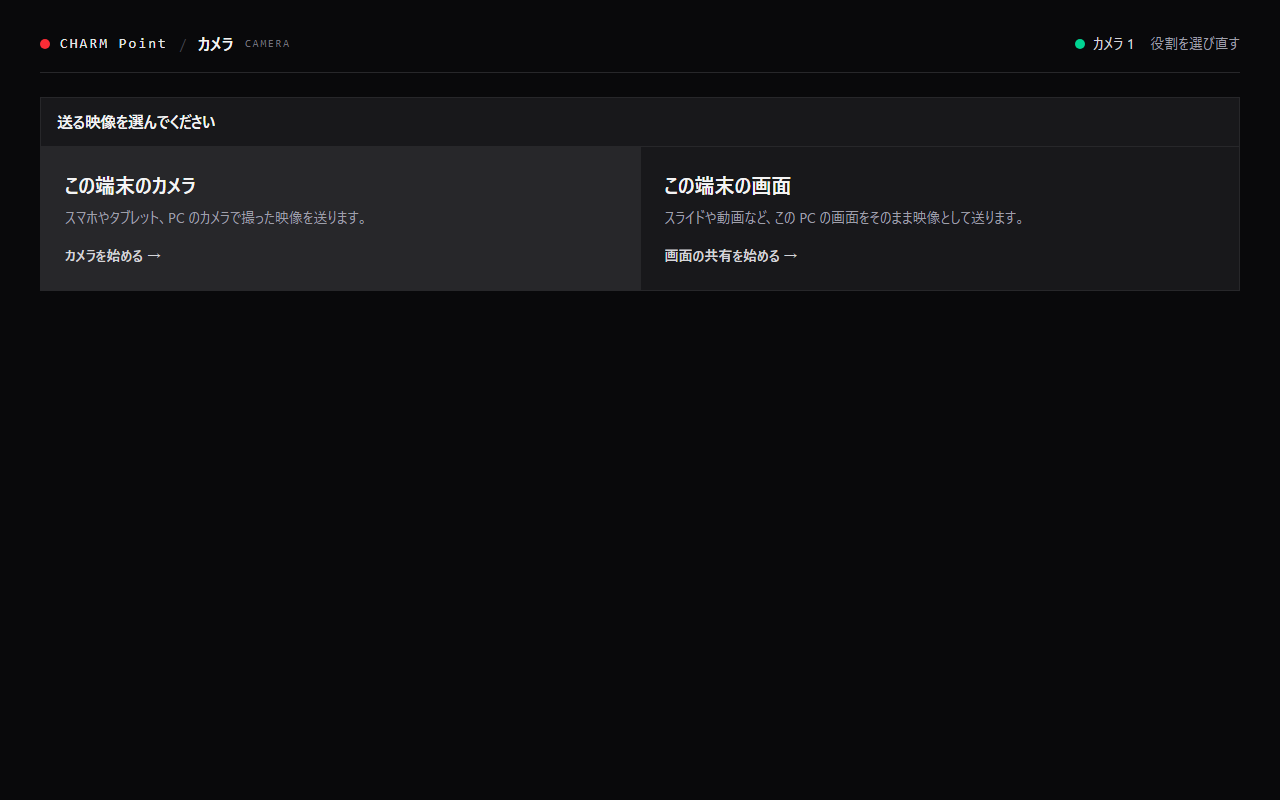 CHARM Point / カメラ CAMERA
カメラ 1 役割を選び直す
送る映像を選んでください
この端末のカメラ
スマホやタブレット、PC のカメラで撮った映像を送ります。
カメラを始める →
この端末の画面
スライドや動画など、この PC の画面をそのまま映像として送ります。
画面の共有を始める →